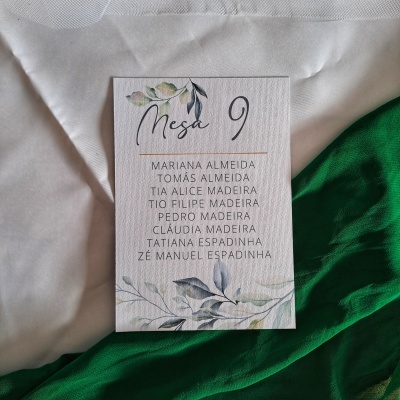 Mesa 9
MARIANA ALMEIDA
TOMÁS ALMEIDA
TIA ALICE MADEIRA
TIO FILIPE MADEIRA
PEDRO MADEIRA
CLÁUDIA MADEIRA
TATIANA ESPADINHA
ZÉ MANUEL ESPADINHA